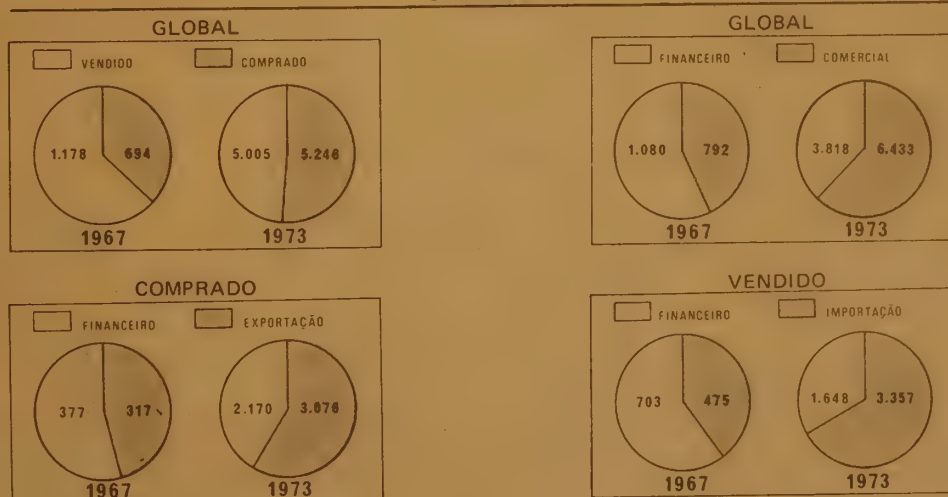 GLOBAL
VENDIDO COMPRADO
1.178 694
5.005 5.246
1967 1973
GLOBAL
FINANCEIRO COMERCIAL
1.080 792
3.818 6.433
1967 1973
COMPRADO
FINANCEIRO EXPORTAÇÃO
377 317
2.170 3.076
1967 1973
VENDIDO
FINANCEIRO IMPORTAÇÃO
703 475
1.648 3.357
1967 1973